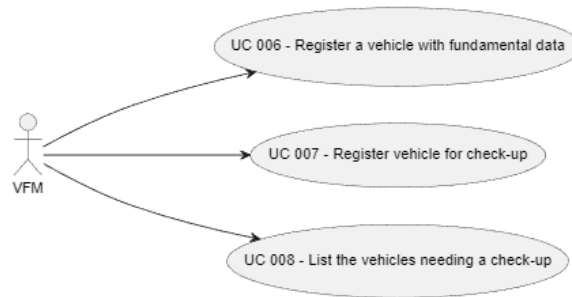 UC 006 - Register a vehicle with fundamental data
UC 007 - Register vehicle for check-up
VFM
UC 008 - List the vehicles needing a check-up